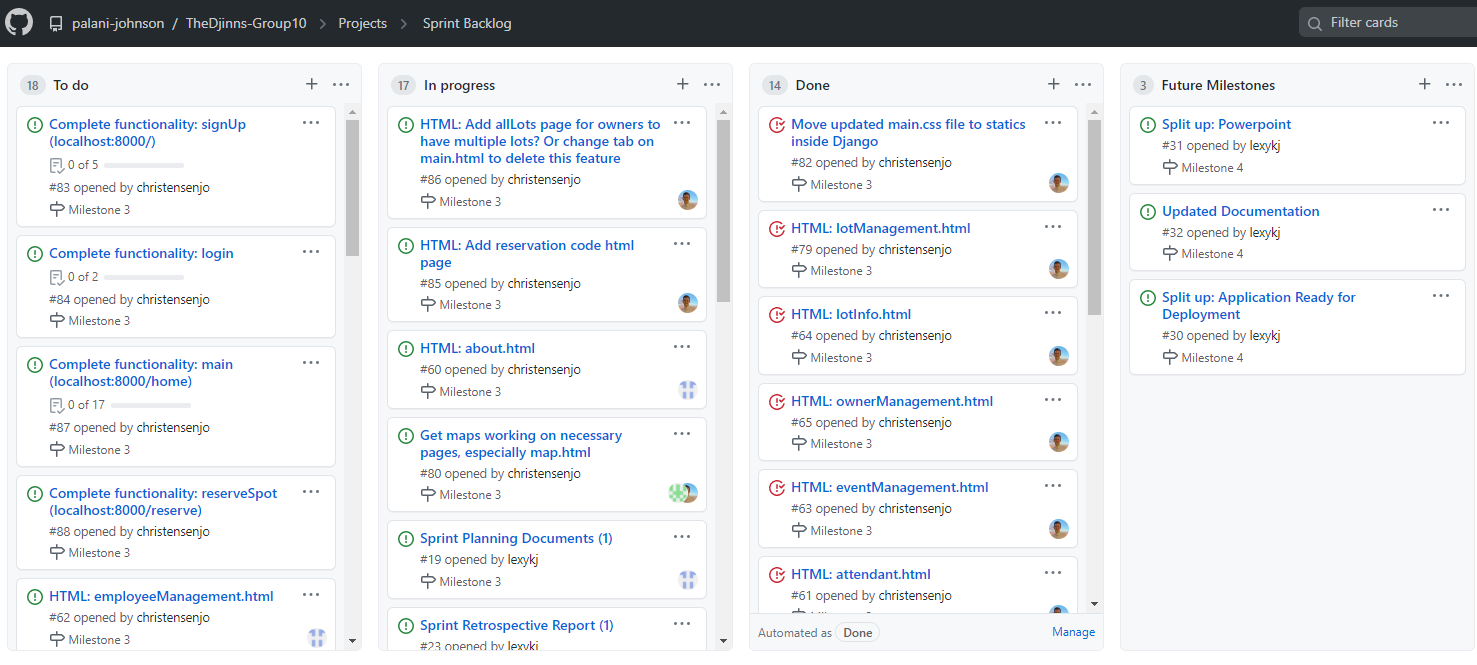 palani-johnson / TheDjinns-Group10 > Projects > Sprint Backlog
Filter cards
18 To do
Complete functionality: signUp
(localhost:8000/)
0 of 5
#83 opened by christensenjo
Milestone 3
Complete functionality: login
0 of 2
#84 opened by christensenjo
Milestone 3
Complete functionality: main
(localhost:8000/home)
0 of 17
#87 opened by christensenjo
Milestone 3
Complete functionality: reserveSpot
(localhost:8000/reserve)
#88 opened by christensenjo
Milestone 3
HTML: employeeManagement.html
#62 opened by christensenjo
Milestone 3
17 In progress
HTML: Add allLots page for owners to
have multiple lots? Or change tab on
main.html to delete this feature
#86 opened by christensenjo
Milestone 3
HTML: Add reservation code html
page
#85 opened by christensenjo
Milestone 3
HTML: about.html
#60 opened by christensenjo
Milestone 3
Get maps working on necessary
pages, especially map.html
#80 opened by christensenjo
Milestone 3
Sprint Planning Documents (1)
#19 opened by lexykj
Milestone 3
Sprint Retrospective Report (1)
#23 opened by lexykj
14 Done
Move updated main.css file to statics
inside Django
#82 opened by christensenjo
Milestone 3
HTML: lotManagement.html
#79 opened by christensenjo
Milestone 3
HTML: lotInfo.html
#64 opened by christensenjo
Milestone 3
HTML: ownerManagement.html
#65 opened by christensenjo
Milestone 3
HTML: eventManagement.html
#63 opened by christensenjo
Milestone 3
HTML: attendant.html
#61 opened by christensenjo
Automated as Done
Manage
3 Future Milestones
Split up: Powerpoint
#31 opened by lexykj
Milestone 4
Updated Documentation
#32 opened by lexykj
Milestone 4
Split up: Application Ready for
Deployment
#30 opened by lexykj
Milestone 4